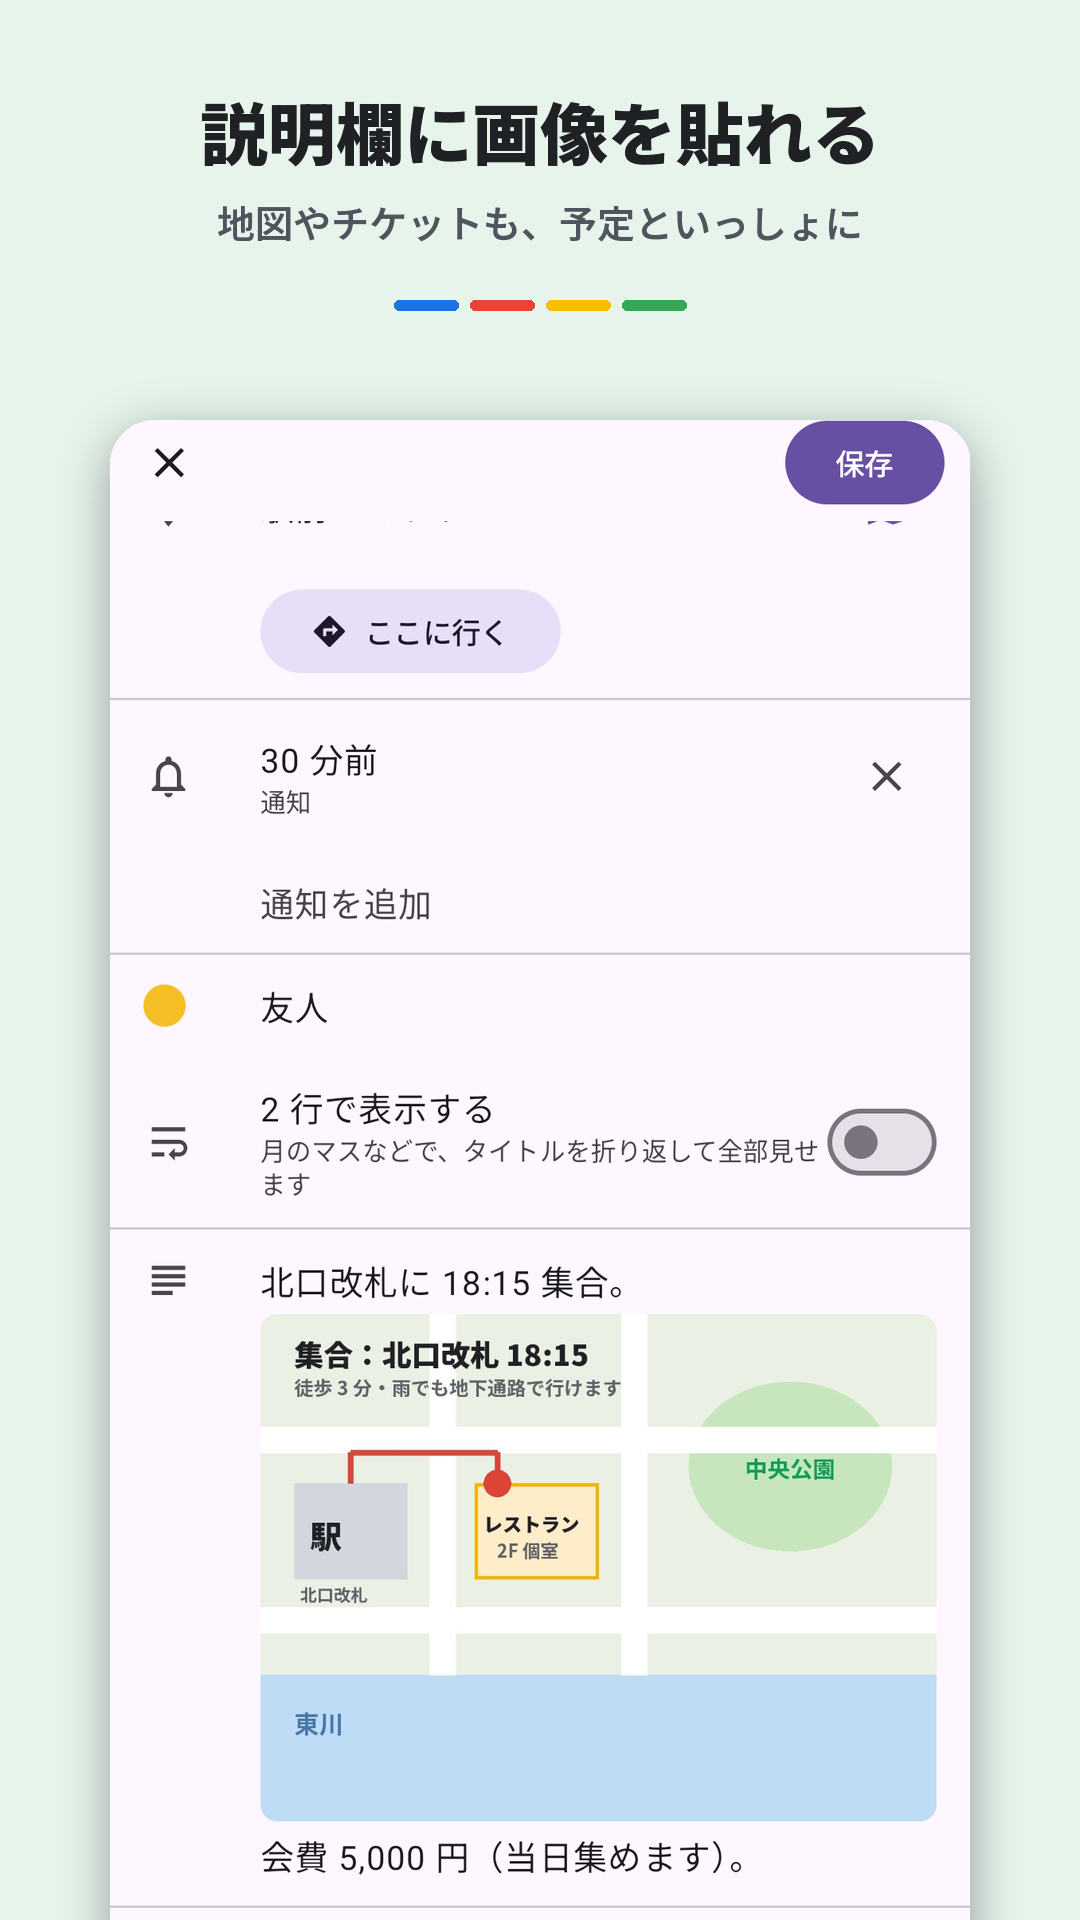 説明欄に画像を貼れる
地図やチケットも、予定といっしょに
保存
ここに行く
30 分前
通知
通知を追加
友人
2 行で表示する
月のマスなどで、タイトルを折り返して全部見せ
ます
北口改札に 18:15 集合。
集合：北口改札 18:15
徒歩 3 分・雨でも地下通路で行けます
中央公園
駅
レストラン
2F 個室
北口改札
東川
会費 5,000 円（当日集めます）。